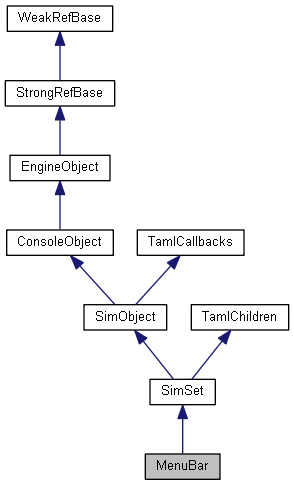 WeakRefBase
StrongRefBase
EngineObject
ConsoleObject
TamlCallbacks
SimObject
TamlChildren
SimSet
MenuBar